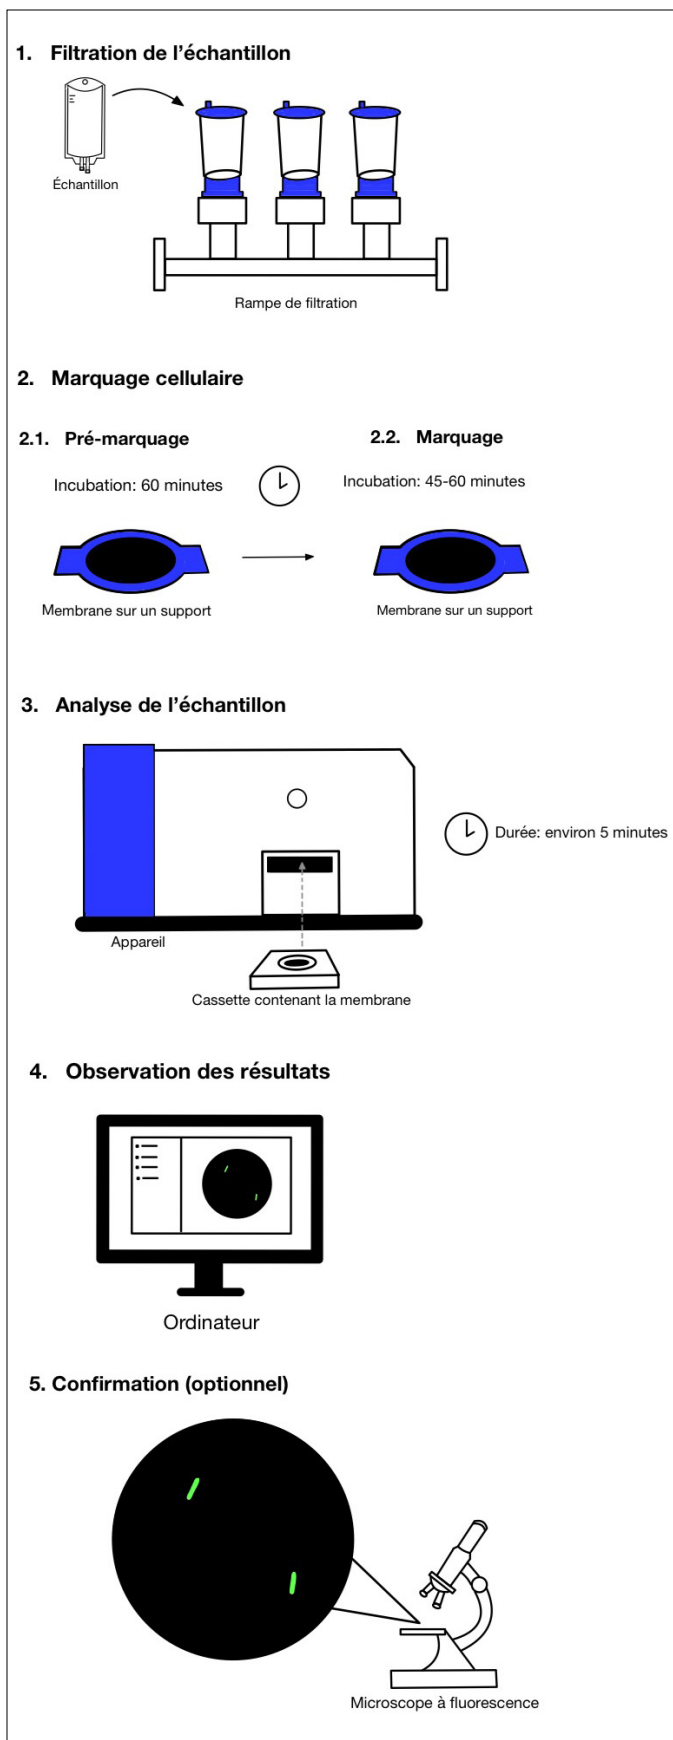 1. Filtration de l'échantillon
Échantillon
Rampe de filtration
2. Marquage cellulaire
2.1. Pré-marquage
Incubation: 60 minutes
Membrane sur un support
2.2. Marquage
Incubation: 45-60 minutes
Membrane sur un support
3. Analyse de l'échantillon
Durée: environ 5 minutes
Appareil
Cassette contenant la membrane
4. Observation des résultats
Ordinateur
5. Confirmation (optionnel)
Microscope à fluorescence